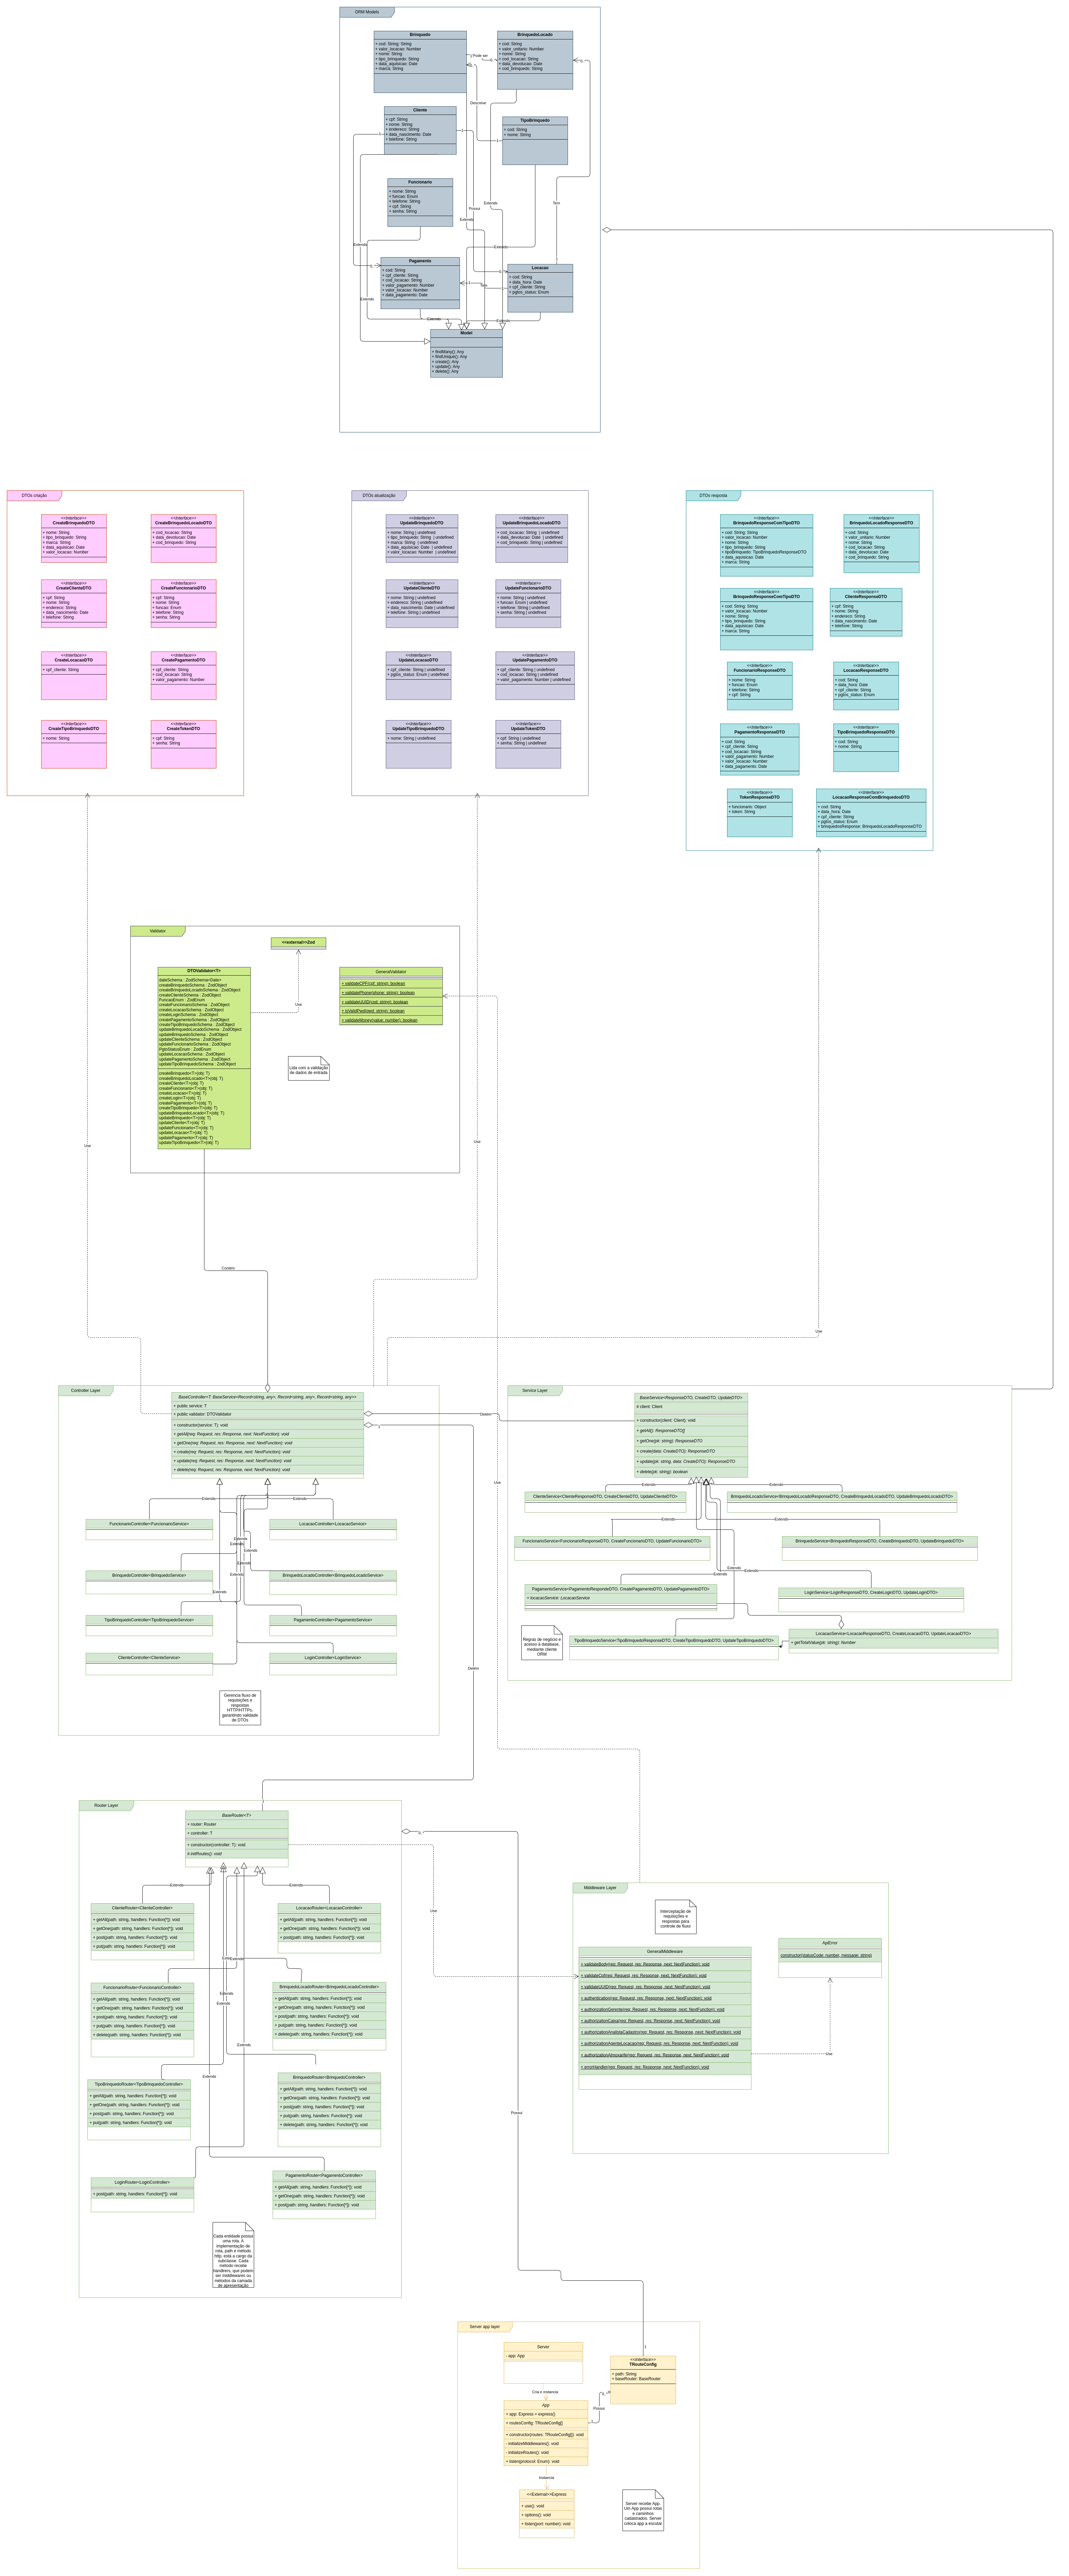 ORM Models
Brinquedo
+ cod: String: String
+ valor_locacao: Number
+ nome: String
+ tipo_brinquedo: String
+ data_aquisicao: Date
+ marca: String
BrinquedoLocado
+ cod: String
+ valor_unitario: Number
+ nome: String
+ cod_locacao: String
+ data_devolucao: Date
+ cod_brinquedo: String
Pode ser
Descreve
Cliente
+ cpf: String
+ nome: String
+ endereco: String
+ data_nascimento: Date
+ telefone: String
TipoBrinquedo
+ cod: String
+ nome: String
Funcionario
+ nome: String
+ funcao: Enum
+ telefone: String
+ cpf: String
+ senha: String
Possui
Extends
Extends
Tem
Extends
Extends
Pagamento
+ cod: String
+ cpf_cliente: String
+ cod_locacao: String
+ valor_pagamento: Number
+ valor_locacao: Number
+ data_pagamento: Date
Locacao
+ cod: String
+ data_hora: Date
+ cpf_cliente: String
+ pgtos_status: Enum
Tem
Extends
Extends
Extends
Model
+ findMany(): Any
+ findUnique(): Any
+ create(): Any
+ update(): Any
+ delete(): Any
DTOs criação
<<Interface>>
CreateBrinquedoDTO
+ nome: String
+ tipo_brinquedo: String
+ marca: String
+ data_aquisicao: Date
+ valor_locacao: Number
<<Interface>>
CreateBrinquedoLocadoDTO
+ cod_locacao: String
+ data_devolucao: Date
+ cod_brinquedo: String
<<Interface>>
CreateClienteDTO
+ cpf: String
+ nome: String
+ endereco: String
+ data_nascimento: Date
+ telefone: String
<<Interface>>
CreateFuncionarioDTO
+ cpf: String
+ nome: String
+ funcao: Enum
+ telefone: String
+ senha: String
<<Interface>>
CreateLocacaoDTO
+ cpf_cliente: String
<<Interface>>
CreatePagamentoDTO
+ cpf_cliente: String
+ cod_locacao: String
+ valor_pagamento: Number
<<Interface>>
CreateTipoBrinquedoDTO
+ nome: String
<<Interface>>
CreateTokenDTO
+ cpf: String
+ senha: String
DTOs atualização
<<Interface>>
UpdateBrinquedoDTO
+ nome: String | undefined
+ tipo_brinquedo: String | undefined
+ marca: String | undefined
+ data_aquisicao: Date | undefined
+ valor_locacao: Number | undefined
<<Interface>>
UpdateBrinquedoLocadoDTO
+ cod_locacao: String | undefined
+ data_devolucao: Date | undefined
+ cod_brinquedo: String | undefined
<<Interface>>
UpdateClienteDTO
+ nome: String | undefined
+ endereco: String | undefined
+ data_nascimento: Date | undefined
+ telefone: String | undefined
<<Interface>>
UpdateFuncionarioDTO
+ nome: String | undefined
+ funcao: Enum | undefined
+ telefone: String | undefined
+ senha: String | undefined
<<Interface>>
UpdateLocacaoDTO
+ cpf_cliente: String | undefined
+ pgtos_status: Enum | undefined
<<Interface>>
UpdatePagamentoDTO
+ cpf_cliente: String | undefined
+ cod_locacao: String | undefined
+ valor_pagamento: Number | undefined
<<Interface>>
UpdateTipoBrinquedoDTO
+ nome: String | undefined
<<Interface>>
UpdateTokenDTO
+ cpf: String | undefined
+ senha: String | undefined
DTOs resposta
<<Interface>>
BrinquedoResponseComTipoDTO
+ cod: String: String
+ valor_locacao: Number
+ nome: String
+ tipo_brinquedo: String
+ tipoBrinquedo: TipoBrinquedoResponseDTO
+ data_aquisicao: Date
+ marca: String
<<Interface>>
BrinquedoLocadoResponseDTO
+ cod: String
+ valor_unitario: Number
+ nome: String
+ cod_locacao: String
+ data_devolucao: Date
+ cod_brinquedo: String
<<Interface>>
BrinquedoResponseComTipoDTO
+ cod: String: String
+ valor_locacao: Number
+ nome: String
+ tipo_brinquedo: String
+ data_aquisicao: Date
+ marca: String
<<Interface>>
ClienteResponseDTO
+ cpf: String
+ nome: String
+ endereco: String
+ data_nascimento: Date
+ telefone: String
<<Interface>>
FuncionarioResponseDTO
+ nome: String
+ funcao: Enum
+ telefone: String
+ cpf: String
<<Interface>>
LocacaoResponseDTO
+ cod: String
+ data_hora: Date
+ cpf_cliente: String
+ pgtos_status: Enum
<<Interface>>
PagamentoResponseDTO
+ cod: String
+ cpf_cliente: String
+ cod_locacao: String
+ valor_pagamento: Number
+ valor_locacao: Number
+ data_pagamento: Date
<<Interface>>
TipoBrinquedoResponseDTO
+ cod: String
+ nome: String
<<Interface>>
TokenResponseDTO
+ funcionario: Object
+ token: String
<<Interface>>
LocacaoResponseComBrinquedosDTO
+ cod: String
+ data_hora: Date
+ cpf_cliente: String
+ pgtos_status: Enum
+ brinquedosResponse: BrinquedoLocadoResponseDTO
Validator
<<external>>Zod
DTOValidator<T>
dateSchema : ZodSchema<Date>
createBrinquedoSchema : ZodObject
createBrinquedoLocadoSchema : ZodObject
createClienteSchema : ZodObject
FuncaoEnum : ZodEnum
createFuncionarioSchema : ZodObject
createLocacaoSchema : ZodObject
createLoginSchema : ZodObject
createPagamentoSchema : ZodObject
createTipoBrinquedoSchema : ZodObject
updateBrinquedoLocadoSchema : ZodObject
updateBrinquedoSchema : ZodObject
updateClienteSchema : ZodObject
updateFuncionarioSchema : ZodObject
PgtoStatusEnum : ZodEnum
updateLocacaoSchema : ZodObject
updatePagamentoSchema : ZodObject
updateTipoBrinquedoSchema : ZodObject
createBrinquedo<T>(obj: T)
createBrinquedoLocado<T>(obj: T)
createCliente<T>(obj: T)
createFuncionario<T>(obj: T)
createLocacao<T>(obj: T)
createLogin<T>(obj: T)
createPagamento<T>(obj: T)
createTipoBrinquedo<T>(obj: T)
updateBrinquedoLocado<T>(obj: T)
updateBrinquedo<T>(obj: T)
updateCliente<T>(obj: T)
updateFuncionario<T>(obj: T)
updateLocacao<T>(obj: T)
updatePagamento<T>(obj: T)
updateTipoBrinquedo<T>(obj: T)
Use
GeneralValidator
+ validateCPF(cpf: string): boolean
+ validatePhone(phone: string): boolean
+ validateUUID(uuid: string): boolean
+ isValidPwd(pwd: string): boolean
+ validateMoney(value: number): boolean
Lida com a validação
de dados de entrada
Use
Use
Contém
Use
Controller Layer
BaseController<T: BaseService<Record<string, any>, Record<string, any>, Record<string, any>>
+ public service: T
+ public validator: DTOValidator
+ constructor(service: T): void
+ getAll(req: Request, res: Response, next: NextFunction): void
+ getOne(req: Request, res: Response, next: NextFunction): void
+ create(req: Request, res: Response, next: NextFunction): void
+ update(req: Request, res: Response, next: NextFunction): void
+ delete(req: Request, res: Response, next: NextFunction): void
Extends
Extends
FuncionarioController<FuncionarioService>
LocacaoController<LocacaoService>
Extends
Extends
Extends
Extends
Extends
Extends
BrinquedoController<BrinquedoService>
BrinquedoLocadoController<BrinquedoLocadoService>
TipoBrinquedoController<TipoBrinquedoService>
PagamentoController<PagamentoService>
ClienteController<ClienteService>
LoginController<LoginService>
Gerencia fluxo de
requisições e
respostas
HTTP/HTTPs,
garantindo validade
de DTOs
Detém
Use
Detém
Service Layer
BaseService<ResponseDTO, CreateDTO, UpdateDTO>
# client: Client
+ constructor(client: Client): void
+ getAll(): ResponseDTO[]
+ getOne(pk: string): ResponseDTO
+ create(data: CreateDTO): ResponseDTO
+ update(pk: string, data: CreateDTO): ResponseDTO
+ delete(pk: string): boolean
Extends
Extends
ClienteService<ClienteResponseDTO, CreateClienteDTO, UpdateClienteDTO>
BrinquedoLocadoService<BrinquedoLocadoResponseDTO, CreateBrinquedoLocadoDTO, UpdateBrinquedoLocadoDTO>
Extends
Extends
FuncionarioService<FuncionarioResponseDTO, CreateFuncionarioDTO, UpdateFuncionarioDTO>
BrinquedoService<BrinquedoResponseDTO, CreateBrinquedoDTO, UpdateBrinquedoDTO>
Extends
Extends
Extends
PagamentoService<PagamentoRespondeDTO, CreatePagamentoDTO, UpdatePagamentoDTO>
+ locacaoService: LocacaoService
LoginService<LoginResponseDTO, CreateLoginDTO, UpdateLoginDTO>
Regras de negócio e
acesso à database,
mediante cliente
ORM
TipoBrinquedoService<TipoBrinquedoResponseDTO, CreateTipoBrinquedoDTO, UpdateTipoBrinquedoDTO>
LocacaoService<LocacaoResponseDTO, CreateLocacaoDTO, UpdateLocacaoDTO>
+ getTotalValue(pk: string): Number
Router Layer
BaseRouter<T>
+ router: Router
+ controller: T
+ constructor(controller: T): void
# initRoutes(): void
Extends
Extends
ClienteRouter<ClienteController>
+ getAll(path: string, handlers: Function[*]): void
+ getOne(path: string, handlers: Function[*]): void
+ post(path: string, handlers: Function[*]): void
+ put(path: string, handlers: Function[*]): void
LocacaoRouter<LocacaoController>
+ getAll(path: string, handlers: Function[*]): void
+ getOne(path: string, handlers: Function[*]): void
+ post(path: string, handlers: Function[*]): void
Extends
Extends
Extends
Extends
Extends
FuncionarioRouter<FuncionarioController>
+ getAll(path: string, handlers: Function[*]): void
+ getOne(path: string, handlers: Function[*]): void
+ post(path: string, handlers: Function[*]): void
+ put(path: string, handlers: Function[*]): void
+ delete(path: string, handlers: Function[*]): void
BrinquedoLocadoRouter<BrinquedoLocadoController>
+ getAll(path: string, handlers: Function[*]): void
+ getOne(path: string, handlers: Function[*]): void
+ post(path: string, handlers: Function[*]): void
+ put(path: string, handlers: Function[*]): void
+ delete(path: string, handlers: Function[*]): void
TipoBrinquedoRouter<TipoBrinquedoController>
+ getAll(path: string, handlers: Function[*]): void
+ getOne(path: string, handlers: Function[*]): void
+ post(path: string, handlers: Function[*]): void
+ put(path: string, handlers: Function[*]): void
BrinquedoRouter<BrinquedoController>
+ getAll(path: string, handlers: Function[*]): void
+ getOne(path: string, handlers: Function[*]): void
+ post(path: string, handlers: Function[*]): void
+ put(path: string, handlers: Function[*]): void
+ delete(path: string, handlers: Function[*]): void
LoginRouter<LoginController>
+ post(path: string, handlers: Function[*]): void
PagamentoRouter<PagamentoController>
+ getAll(path: string, handlers: Function[*]): void
+ getOne(path: string, handlers: Function[*]): void
+ post(path: string, handlers: Function[*]): void
Cada entidade possui
uma rota. A
implementação de
rota, path e método
http, está a cargo da
subclasse. Cada
método recebe
handlrers, que podem
ser middlewares ou
métodos da camada
de apresentação
Use
Possui
Middleware Layer
Interceptação de
requisições e
respostas para
controle de fluxo
GeneralMiddleware
+ validateBody(req: Request, res: Response, next: NextFunction): void
+ validateCpf(req: Request, res: Response, next: NextFunction): void
+ validateUUID(req: Request, res: Response, next: NextFunction): void
+ authentication(req: Request, res: Response, next: NextFunction): void
+ authorizationGerente(req: Request, res: Response, next: NextFunction): void
+ authorizationCaixa(req: Request, res: Response, next: NextFunction): void
+ authorizationAnalistaCadastro(req: Request, res: Response, next: NextFunction): void
+ authorizationAgenteLocacao(req: Request, res: Response, next: NextFunction): void
+ authorizationAlmoxarife(req: Request, res: Response, next: NextFunction): void
+ errorHandler(req: Request, res: Response, next: NextFunction): void
ApiError
constructor(statusCode: number, message: string)
Use
Server app layer
Server
- app: App
Cria e instancia
1
<<Interface>>
TRouteConfig
+ path: String
+ baseRouter: BaseRouter
App
+ app: Express = express()
+ routesConfig: TRouteConfig[]
+ constructor(routes: TRouteConfig[]): void
- initializeMiddlewares(): void
- initializeRoutes(): void
+ listen(protocol: Enum): void
Possui
1
Instancia
<<External>>Express
+ use(): void
+ options(): void
+ listen(port: number): void
Server recebe App.
Um App possui rotas
e caminhos
cadastrados. Server
coloca app a escutar